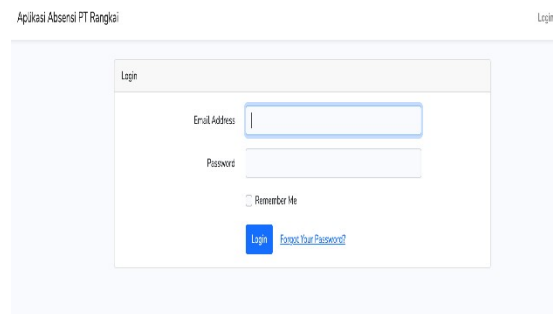 Aplikasi Absensi PT Rangkai
Login
Login
Email Address
Password
Remember Me
Login
Forgot Your Password?